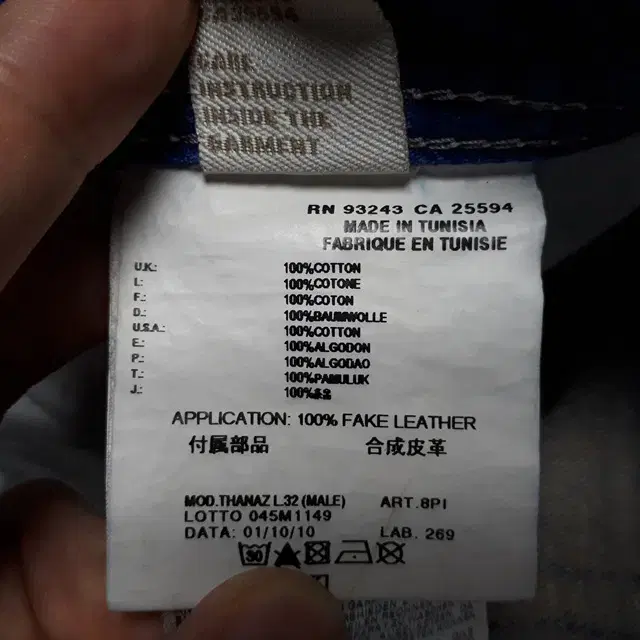 CARE
INSTRUCTION
INSIDE THE
GARMENT
RN 93243 CA 25594
MADE IN TUNISIA
FABRIQUE EN TUNISIE
U.K.: 100%COTTON
I.: 100%COTONE
F.: 100%COTON
D.: 100%BAUMWOLLE
U.S.A.: 100%COTTON
E.: 100%ALGODON
P.: 100%ALGODAO
T.: 100%PAMULUK
J.: 100%
APPLICATION: 100% FAKE LEATHER
付属部品 合成皮革
MOD.THANAZ L.32 (MALE) ART.8PI
LOTTO 045M1149
DATA: 01/10/10 LAB. 269